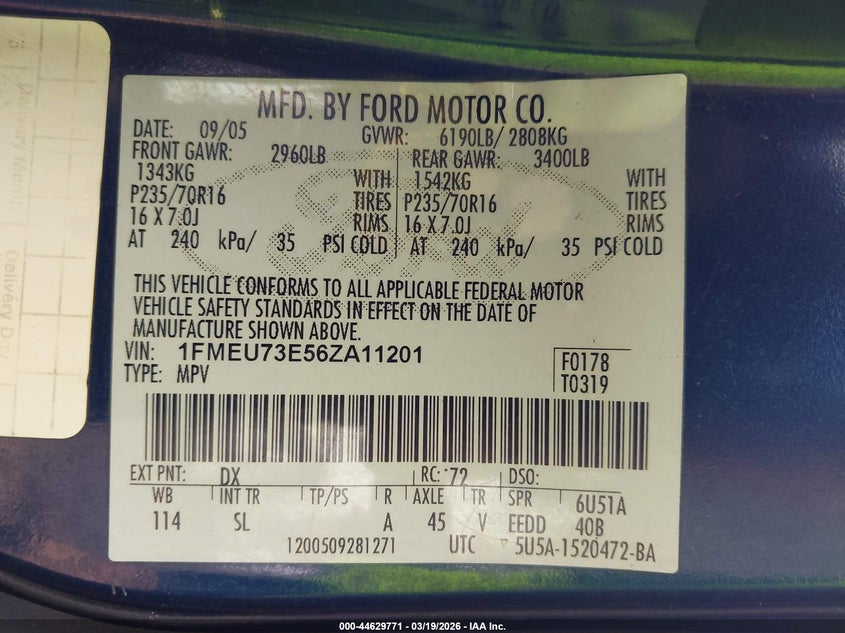 MFD. BY FORD MOTOR CO.
DATE: 09/05 GVWR: 6190LB/ 2808KG
FRONT GAWR: 2960LB REAR GAWR: 3400LB
1343KG WITH 1542KG WITH
P235/70R16 TIRES P235/70R16 TIRES
16 X 7.0J RIMS 16 X 7.0J RIMS
AT 240 kPa/ 35 PSI COLD AT 240 kPa/ 35 PSI COLD
THIS VEHICLE CONFORMS TO ALL APPLICABLE FEDERAL MOTOR
VEHICLE SAFETY STANDARDS IN EFFECT ON THE DATE OF
MANUFACTURE SHOWN ABOVE.
VIN: 1FMEU73E56ZA11201
TYPE: MPV
F0178
T0319
EXT PNT: DX RC: 72 DSO:
WB INT TR TP/PS R AXLE TR SPR 6U51A
114 SL A 45 V EEDD 40B
1200509281271 UTC ▽ 5U5A-1520472-BA
Delivery Month
Delivery Day
000-44629771 - 03/19/2026 - IAA Inc.